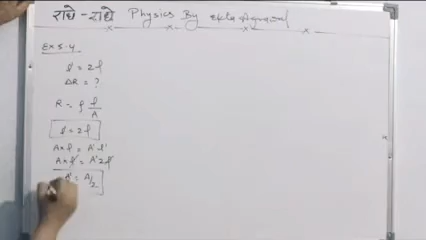 राधे - राधे Physics By
Ex 5.4
l' = 2l
ΔR = ?
R = ρ l/A
l' = 2l
A × l = A' l'
A × l = A' 2l
A' = A/2